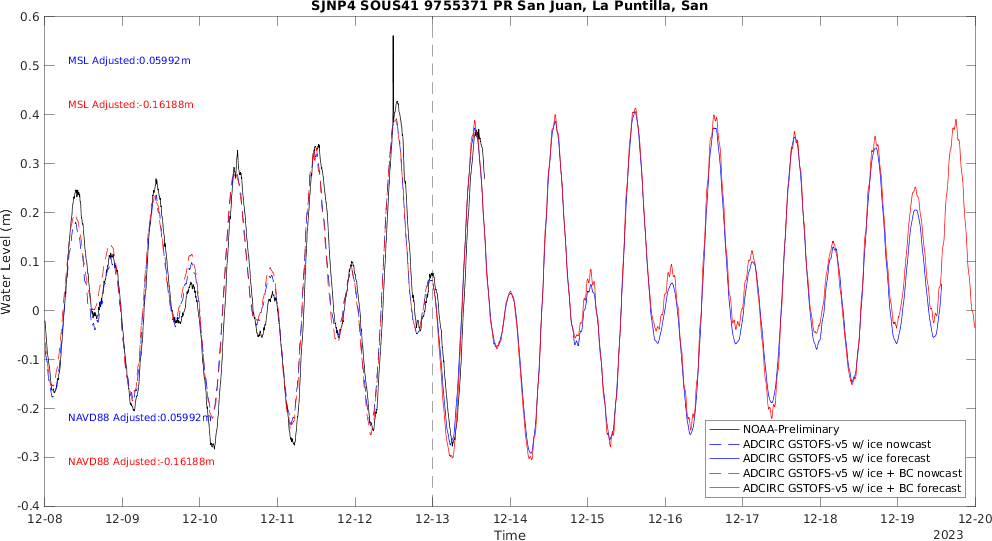 SJNP4 SOUS41 9755371 PR San Juan, La Puntilla, San
0.6
0.5
0.4
0.3
0.2
0.1
0
-0.1
-0.2
-0.3
-0.4
Water Level (m)
MSL Adjusted:0.05992m
MSL Adjusted:-0.16188m
NAVD88 Adjusted:0.05992m
NAVD88 Adjusted:-0.16188m
NOAA-Preliminary
ADCIRC GSTOFS-v5 w/ ice nowcast
ADCIRC GSTOFS-v5 w/ ice forecast
ADCIRC GSTOFS-v5 w/ ice + BC nowcast
ADCIRC GSTOFS-v5 w/ ice + BC forecast
12-08 12-09 12-10 12-11 12-12 12-13 12-14 12-15 12-16 12-17 12-18 12-19 12-20
Time
2023